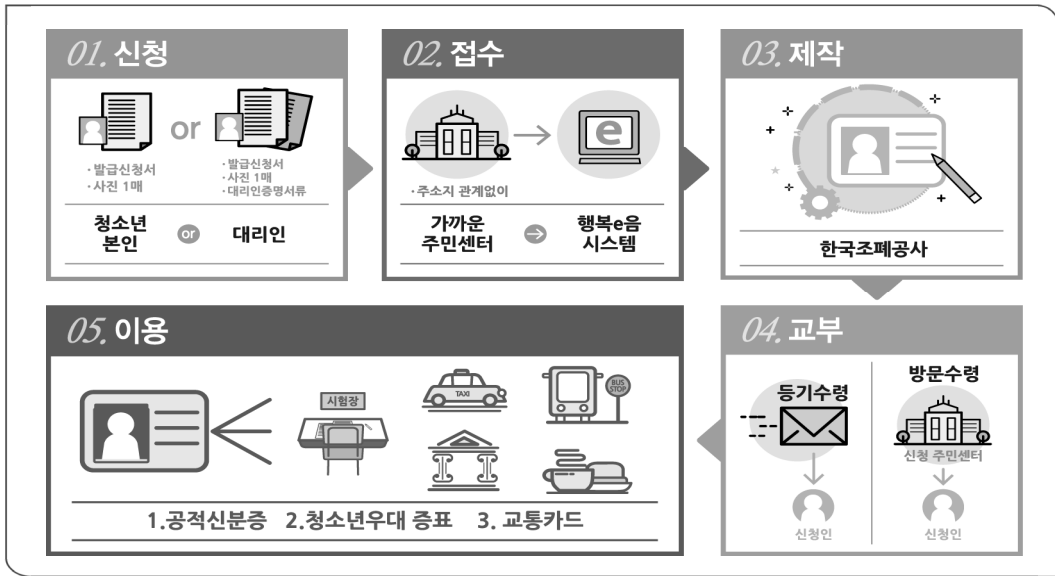 01. 신청
or
·발급신청서
·사진 1매
·발급신청서
·사진 1매
·대리인증명서류
청소년
본인
or
대리인
02. 접수
e
·주소지 관계없이
가까운
주민센터
행복e음
시스템
03. 제작
한국조폐공사
04. 교부
등기수령
신청인
방문수령
신청 주민센터
신청인
05. 이용
시험장
TAXI
BUS
STOP
1.공적신분증 2.청소년우대 증표 3. 교통카드